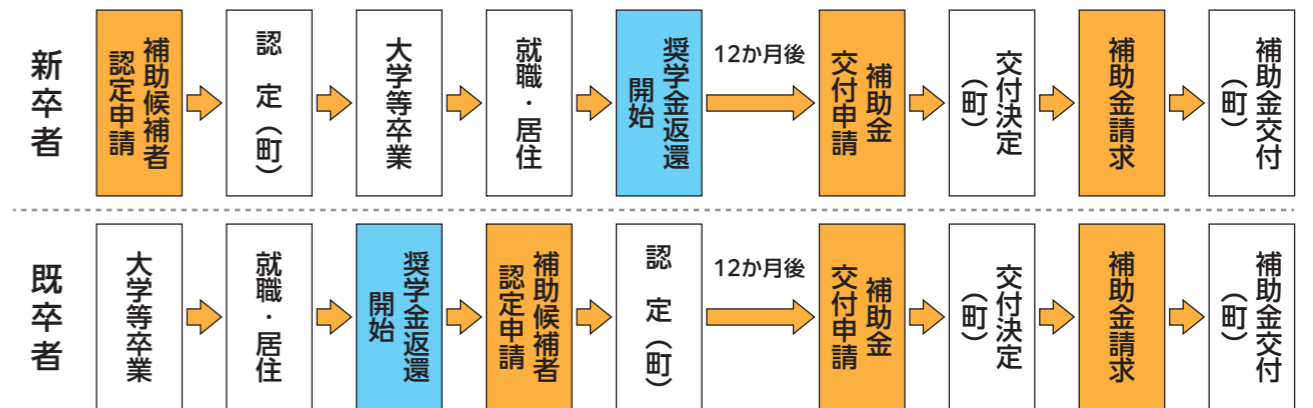 新卒者
補助候補者
認定申請
認定（町）
大学等卒業
就職・居住
奨学金返還
開始
12か月後
補助金
交付申請
交付決定
（町）
補助金請求
補助金交付
（町）
既卒者
大学等卒業
就職・居住
奨学金返還
開始
補助候補者
認定申請
認定（町）
12か月後
補助金
交付申請
交付決定
（町）
補助金請求
補助金交付
（町）